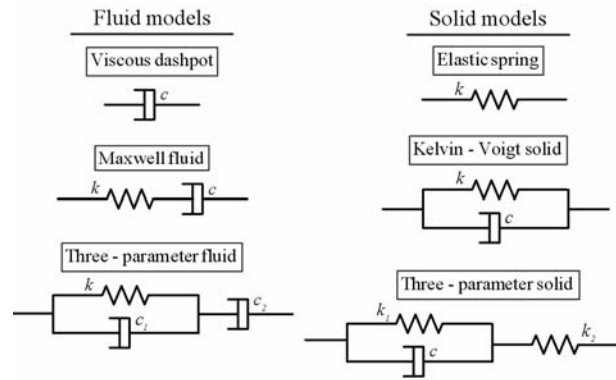 Fluid models
Viscous dashpot
c
Maxwell fluid
k
c
Three - parameter fluid
k
c₁
c₂
Solid models
Elastic spring
k
Kelvin - Voigt solid
k
c
Three - parameter solid
k₁
c
k₂